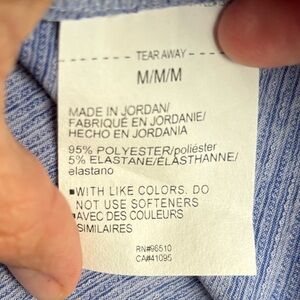 TEAR AWAY
M/M/M
MADE IN JORDAN/
FABRIQUÉ EN JORDANIE/
HECHO EN JORDANIA
95% POLYESTER/poliéster
5% ELASTANE/ÉLASTHANNE/
elastano
■WITH LIKE COLORS. DO
NOT USE SOFTENERS
■AVEC DES COULEURS
SIMILAIRES
RN#96510
CA#41095